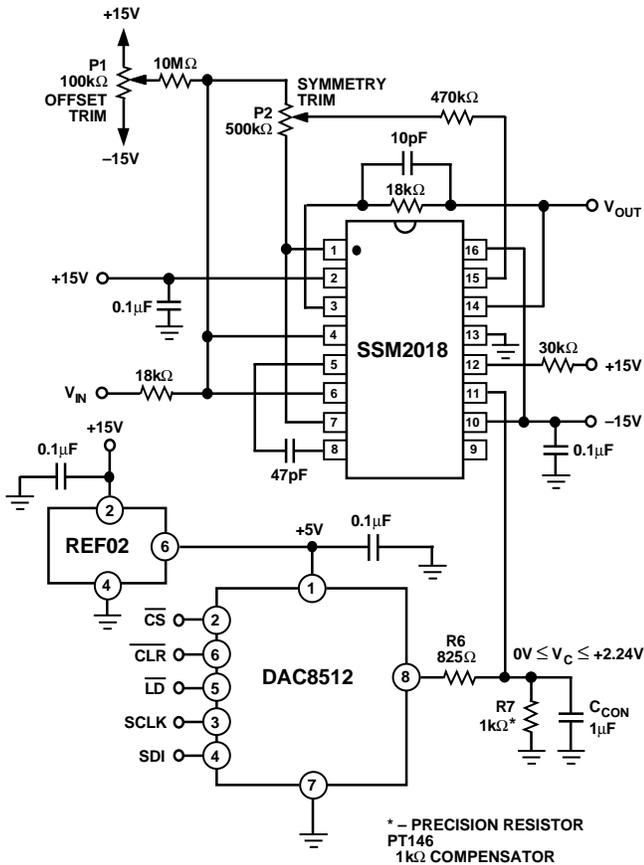 +15V
P1
100kΩ
OFFSET
TRIM
–15V
10MΩ
SYMMETRY
TRIM
P2
500kΩ
470kΩ
10pF
18kΩ
V_OUT
+15V
0.1μF
1
2
3
4
5
6
7
8
SSM2018
16
15
14
13
12
11
10
9
30kΩ
+15V
–15V
0.1μF
V_IN
18kΩ
47pF
+15V
0.1μF
2
REF02
6
4
+5V
0.1μF
1
CS
2
CLR
6
LD
5
SCLK
3
SDI
4
DAC8512
8
7
R6
825Ω
0V ≤ V_C ≤ +2.24V
R7
1kΩ*
C_CON
1μF
* – PRECISION RESISTOR
PT146
1kΩ COMPENSATOR